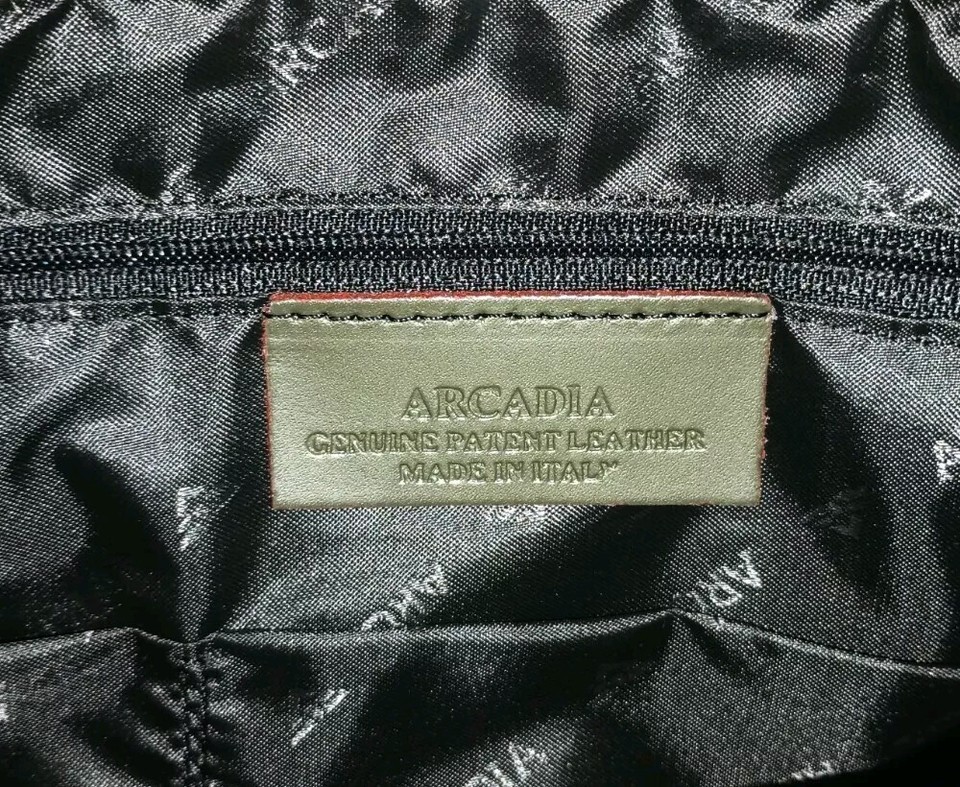 ARCADIA
GENUINE PATENT LEATHER
MADE IN ITALY